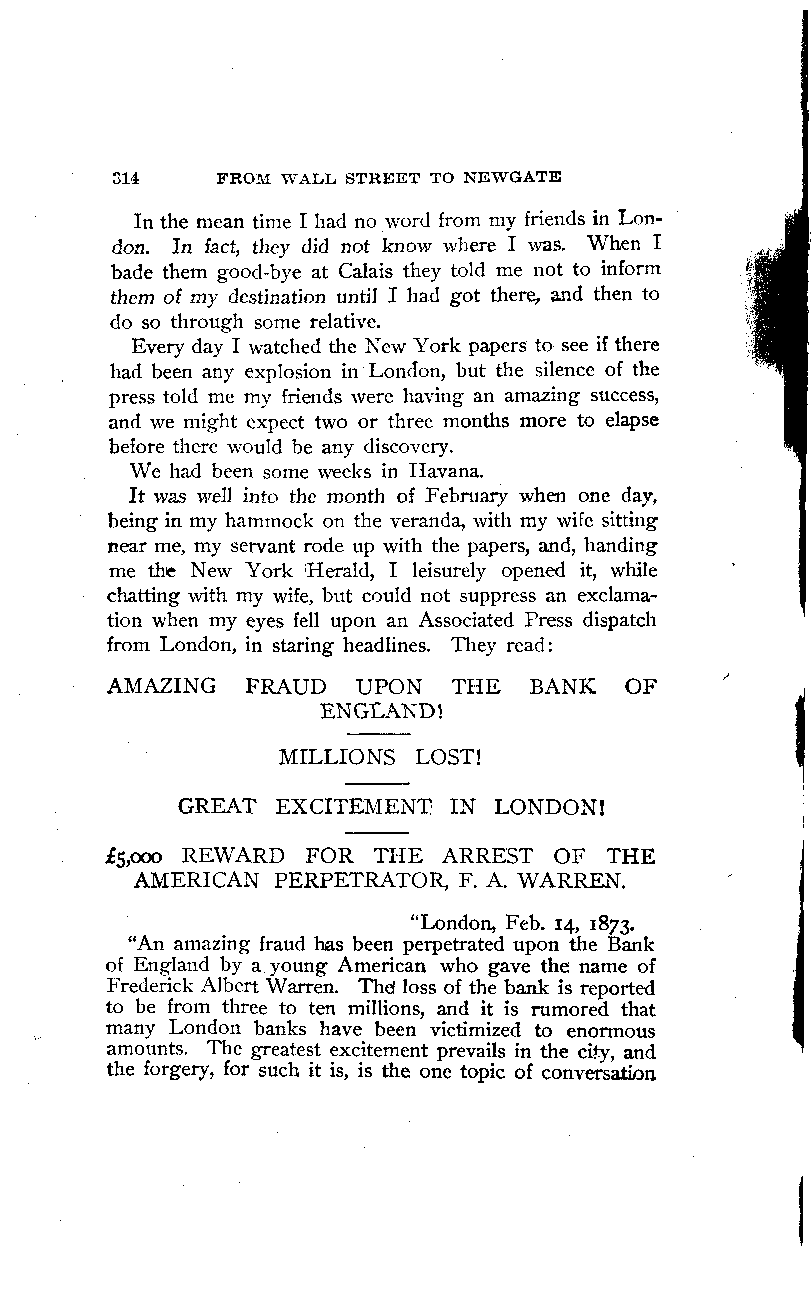 314 FROM WALL STREET TO NEWGATE
In the mean time I had no word from my friends in Lon-
don. In fact, they did not know where I was. When I
bade them good-bye at Calais they told me not to inform
them of my destination until I had got there, and then to
do so through some relative.
Every day I watched the New York papers to see if there
had been any explosion in London, but the silence of the
press told me my friends were having an amazing success,
and we might expect two or three months more to elapse
before there would be any discovery.
We had been some weeks in Havana.
It was well into the month of February when one day,
being in my hammock on the veranda, with my wife sitting
near me, my servant rode up with the papers, and, handing
me the New York Herald, I leisurely opened it, while
chatting with my wife, but could not suppress an exclama-
tion when my eyes fell upon an Associated Press dispatch
from London, in staring headlines. They read:
AMAZING FRAUD UPON THE BANK OF
ENGLAND!
MILLIONS LOST!
GREAT EXCITEMENT IN LONDON!
£5,000 REWARD FOR THE ARREST OF THE
AMERICAN PERPETRATOR, F. A. WARREN.
"London, Feb. 14, 1873.
"An amazing fraud has been perpetrated upon the Bank
of England by a young American who gave the name of
Frederick Albert Warren. The loss of the bank is reported
to be from three to ten millions, and it is rumored that
many London banks have been victimized to enormous
amounts. The greatest excitement prevails in the city, and
the forgery, for such it is, is the one topic of conversation